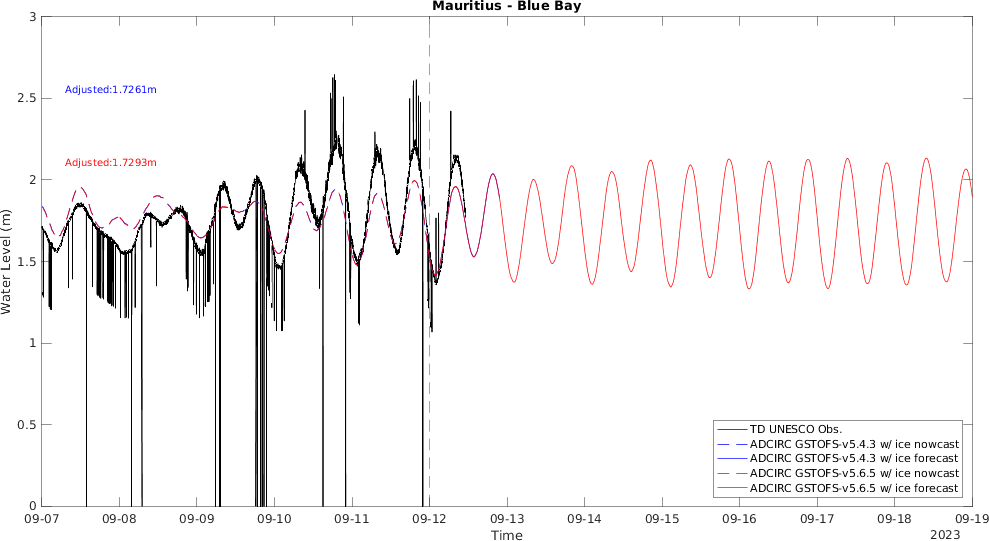 Mauritius - Blue Bay
3
2.5
2
1.5
1
0.5
0
Water Level (m)
Adjusted:1.7261m
Adjusted:1.7293m
TD UNESCO Obs.
ADCIRC GSTOFS-v5.4.3 w/ ice nowcast
ADCIRC GSTOFS-v5.4.3 w/ ice forecast
ADCIRC GSTOFS-v5.6.5 w/ ice nowcast
ADCIRC GSTOFS-v5.6.5 w/ ice forecast
09-07 09-08 09-09 09-10 09-11 09-12 09-13 09-14 09-15 09-16 09-17 09-18 09-19
Time
2023